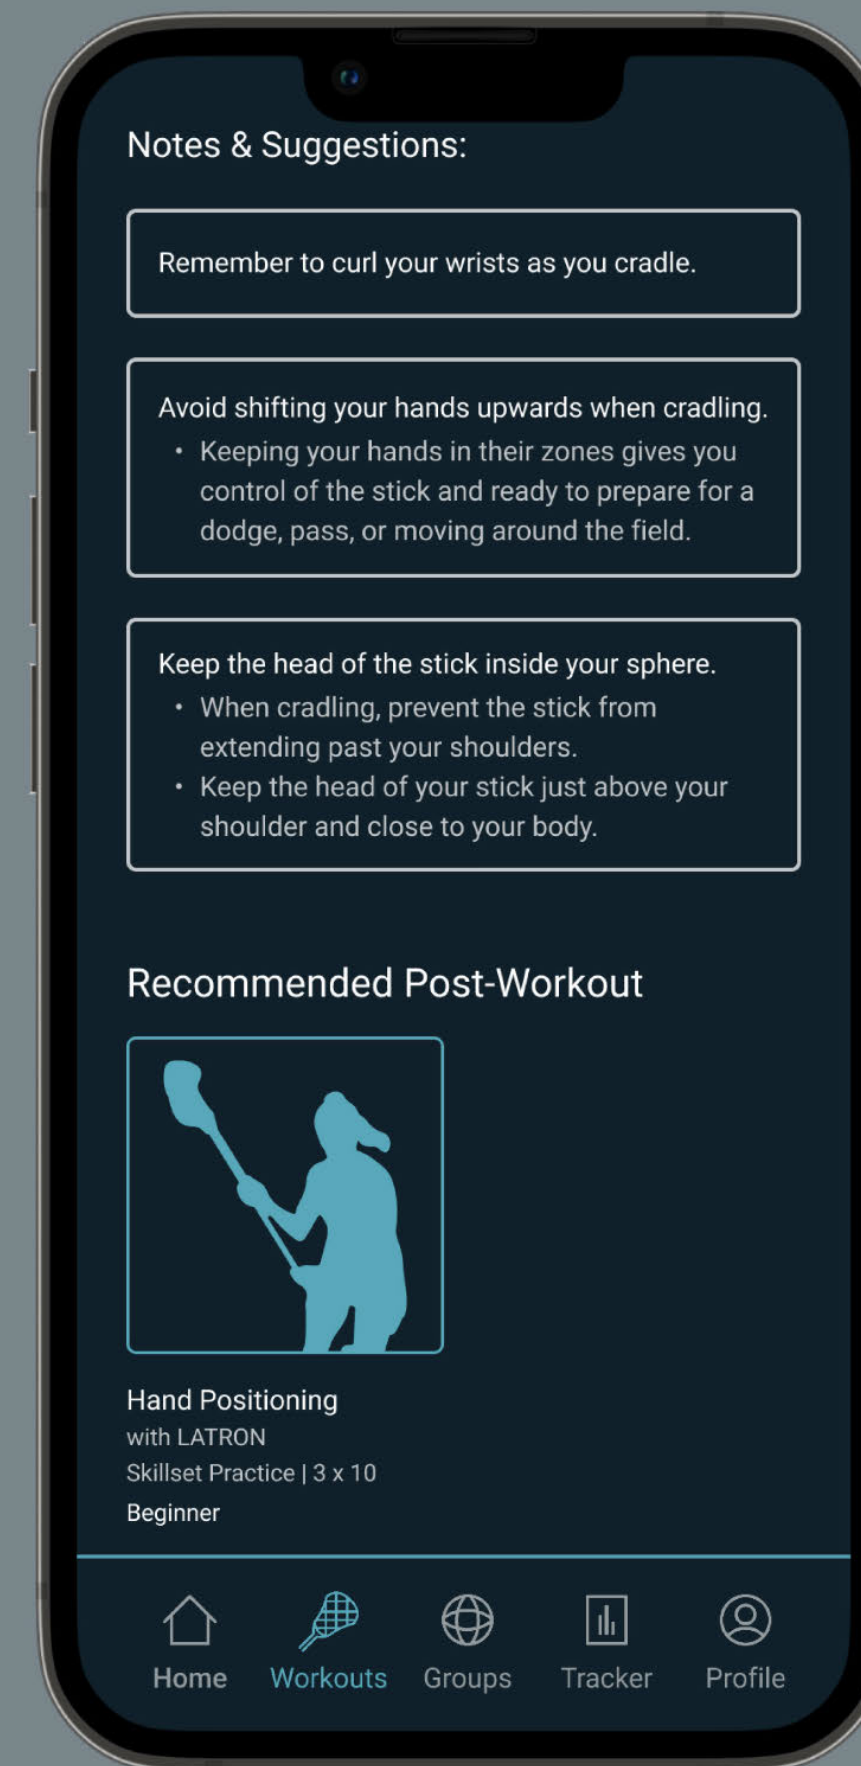 Notes & Suggestions:
Remember to curl your wrists as you cradle.
Avoid shifting your hands upwards when cradling.
• Keeping your hands in their zones gives you
control of the stick and ready to prepare for a
dodge, pass, or moving around the field.
Keep the head of the stick inside your sphere.
• When cradling, prevent the stick from
extending past your shoulders.
• Keep the head of your stick just above your
shoulder and close to your body.
Recommended Post-Workout
Hand Positioning
with LATRON
Skillset Practice | 3 x 10
Beginner
Home Workouts Groups Tracker Profile